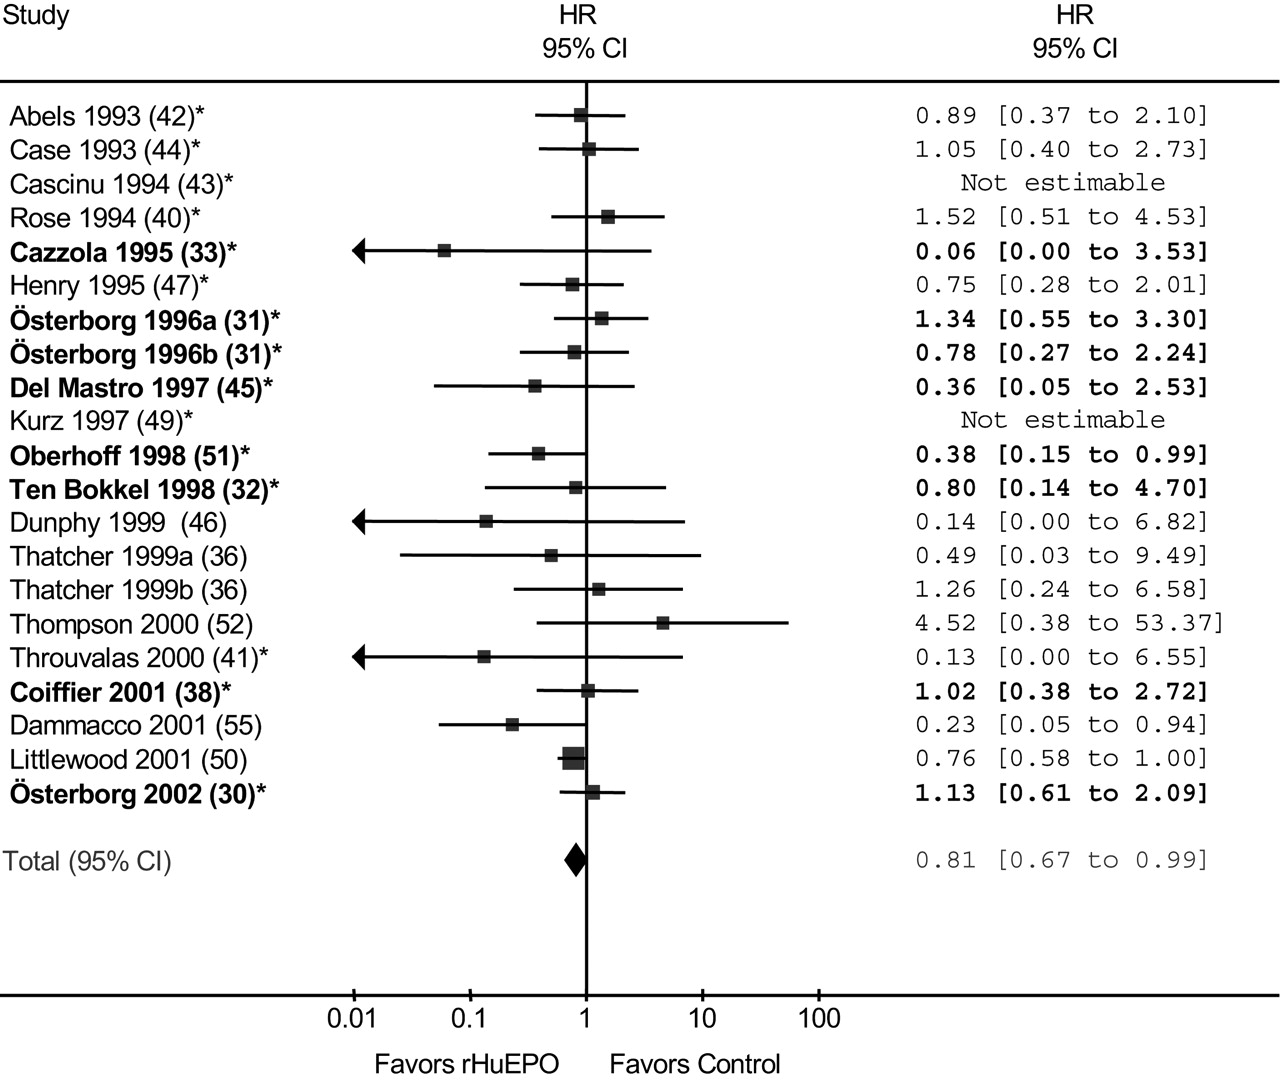 Study HR HR
95% CI 95% CI
Abels 1993 (42)* 0.89 [0.37 to 2.10]
Case 1993 (44)* 1.05 [0.40 to 2.73]
Cascinu 1994 (43)* Not estimable
Rose 1994 (40)* 1.52 [0.51 to 4.53]
Cazzola 1995 (33)* 0.06 [0.00 to 3.53]
Henry 1995 (47)* 0.75 [0.28 to 2.01]
Österborg 1996a (31)* 1.34 [0.55 to 3.30]
Österborg 1996b (31)* 0.78 [0.27 to 2.24]
Del Mastro 1997 (45)* 0.36 [0.05 to 2.53]
Kurz 1997 (49)* Not estimable
Oberhoff 1998 (51)* 0.38 [0.15 to 0.99]
Ten Bokkel 1998 (32)* 0.80 [0.14 to 4.70]
Dunphy 1999 (46) 0.14 [0.00 to 6.82]
Thatcher 1999a (36) 0.49 [0.03 to 9.49]
Thatcher 1999b (36) 1.26 [0.24 to 6.58]
Thompson 2000 (52) 4.52 [0.38 to 53.37]
Throuvalas 2000 (41)* 0.13 [0.00 to 6.55]
Coiffier 2001 (38)* 1.02 [0.38 to 2.72]
Dammacco 2001 (55) 0.23 [0.05 to 0.94]
Littlewood 2001 (50) 0.76 [0.58 to 1.00]
Österborg 2002 (30)* 1.13 [0.61 to 2.09]
Total (95% CI) 0.81 [0.67 to 0.99]
0.01 0.1 1 10 100
Favors rHuEPO Favors Control